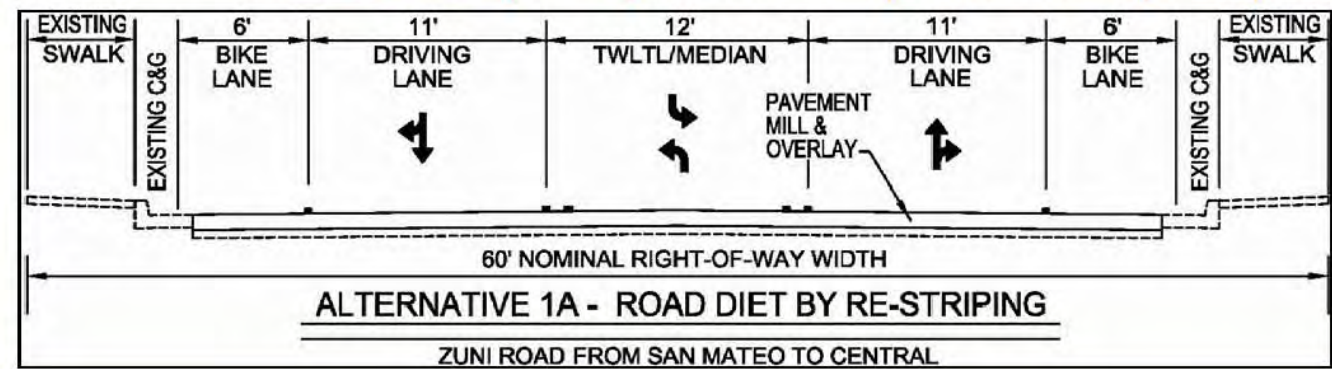 EXISTING
SWALK
EXISTING C&G
6'
BIKE
LANE
11'
DRIVING
LANE
12'
TWLTL/MEDIAN
PAVEMENT
MILL &
OVERLAY
11'
DRIVING
LANE
6'
BIKE
LANE
EXISTING C&G
EXISTING
SWALK
60' NOMINAL RIGHT-OF-WAY WIDTH
ALTERNATIVE 1A - ROAD DIET BY RE-STRIPING
ZUNI ROAD FROM SAN MATEO TO CENTRAL